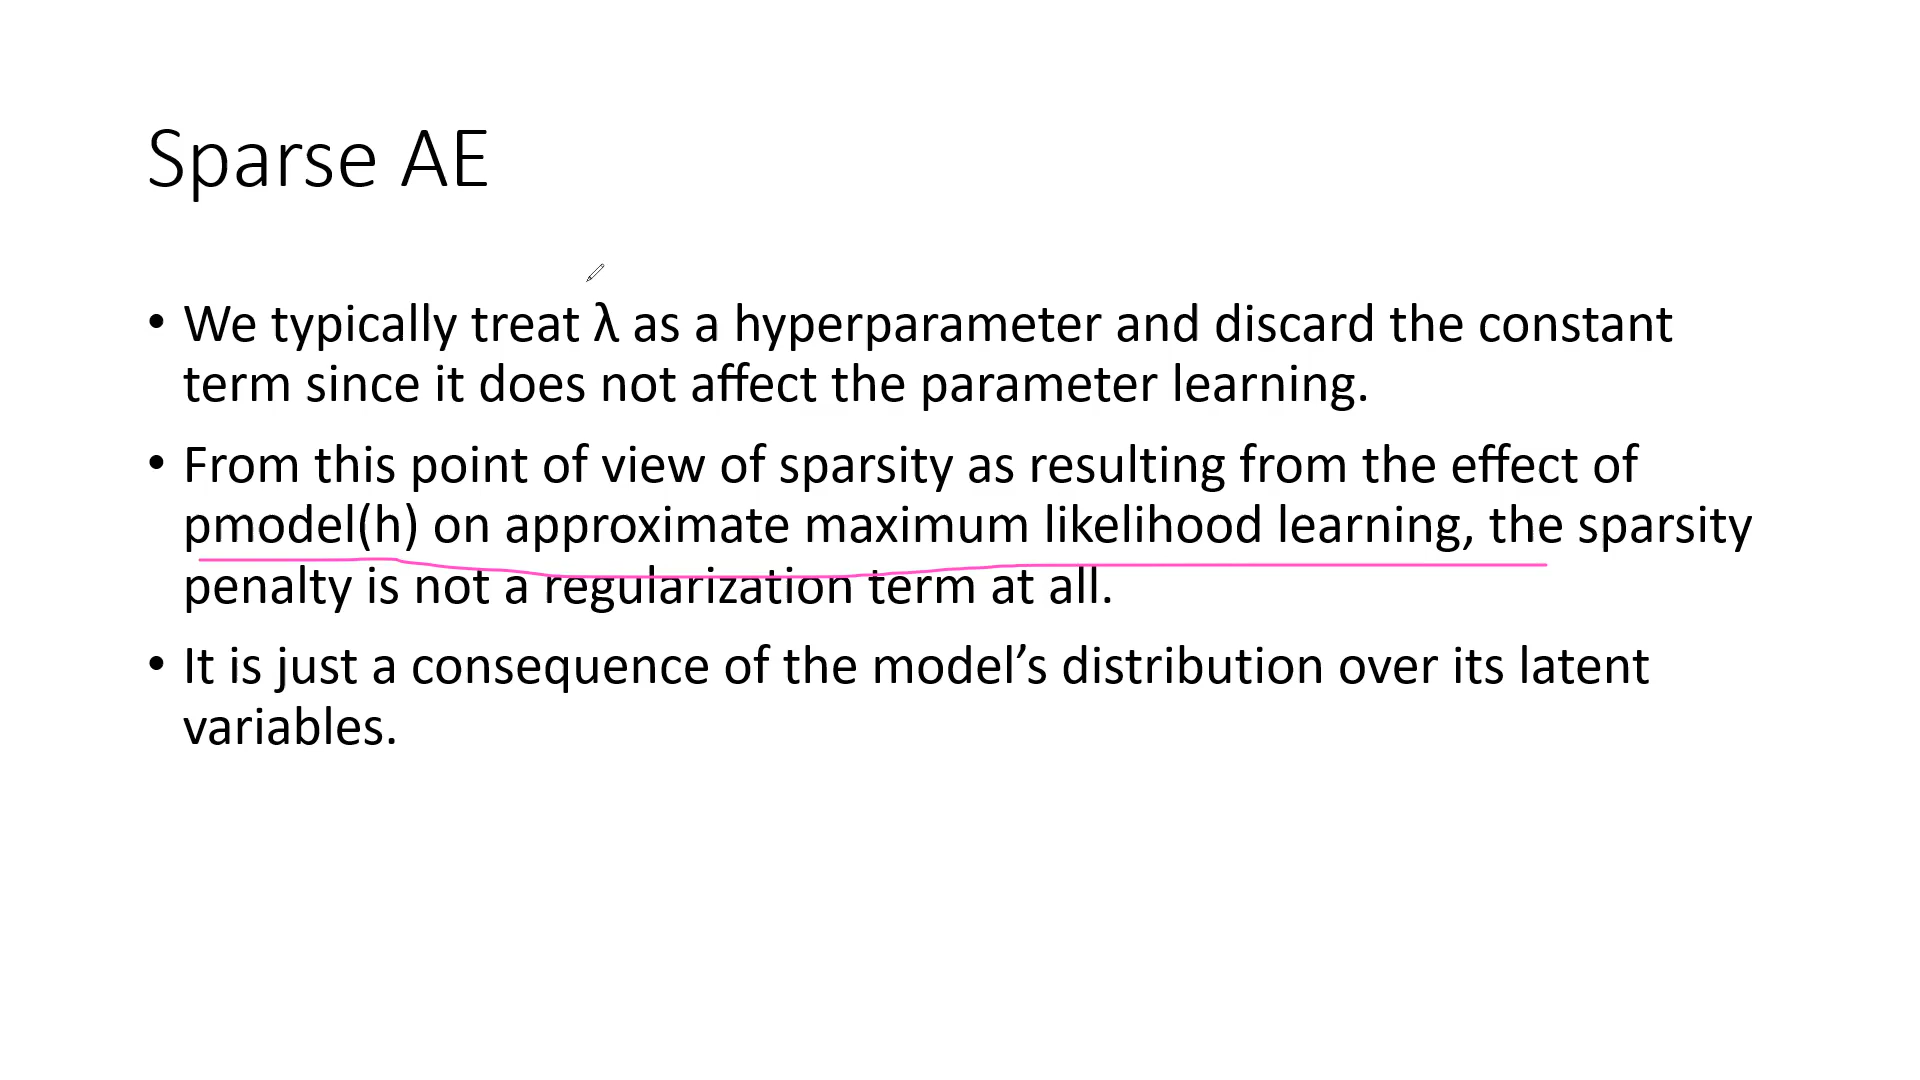 Sparse AE
• We typically treat λ as a hyperparameter and discard the constant
term since it does not affect the parameter learning.
• From this point of view of sparsity as resulting from the effect of
pmodel(h) on approximate maximum likelihood learning, the sparsity
penalty is not a regularization term at all.
• It is just a consequence of the model’s distribution over its latent
variables.